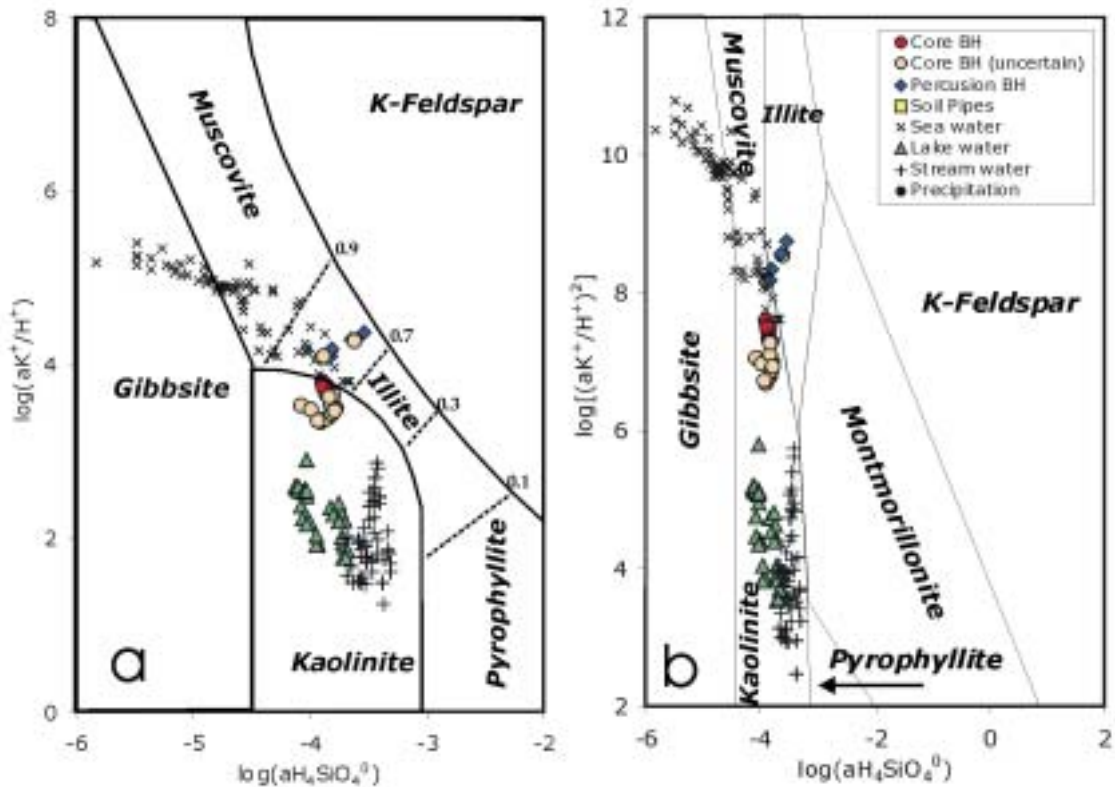 8
6
4
2
0
-6
-5
-4
-3
-2
log(aK⁺/H⁺)
log(aH₄SiO₄⁰)
Muscovite
K-Feldspar
Gibbsite
Illite
Kaolinite
Pyrophyllite
0.9
0.7
0.3
0.1
a
12
10
8
6
4
2
-6
-4
-2
0
2
log[(aK⁺/H⁺)²]
log(aH₄SiO₄⁰)
Muscovite
Illite
Core BH
Core BH (uncertain)
Percusion BH
Soil Pipes
Sea water
Lake water
Stream water
Precipitation
K-Feldspar
Gibbsite
Montmorillonite
Kaolinite
Pyrophyllite
b